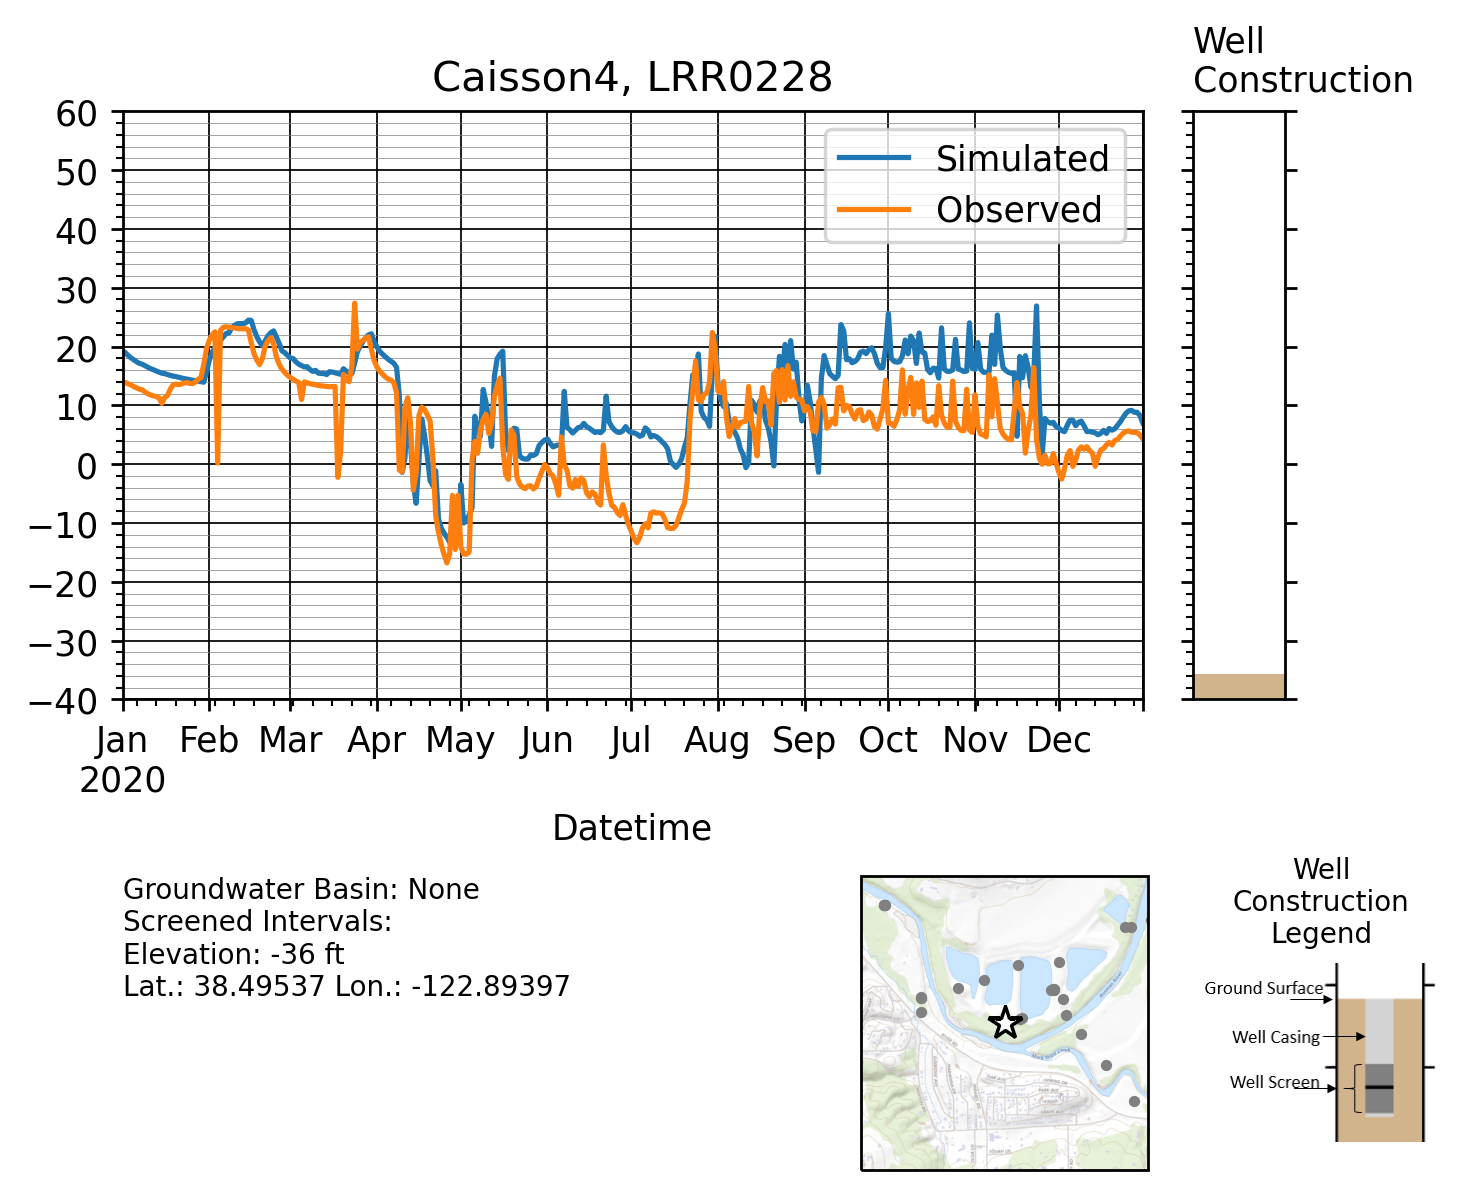 Well
Construction
Caisson4, LRR0228
60
50
40
30
20
10
0
−10
−20
−30
−40
Simulated
Observed
Jan Feb Mar Apr May Jun Jul Aug Sep Oct Nov Dec
2020
Datetime
Groundwater Basin: None
Screened Intervals:
Elevation: -36 ft
Lat.: 38.49537 Lon.: -122.89397
Well
Construction
Legend
Ground Surface
Well Casing
Well Screen